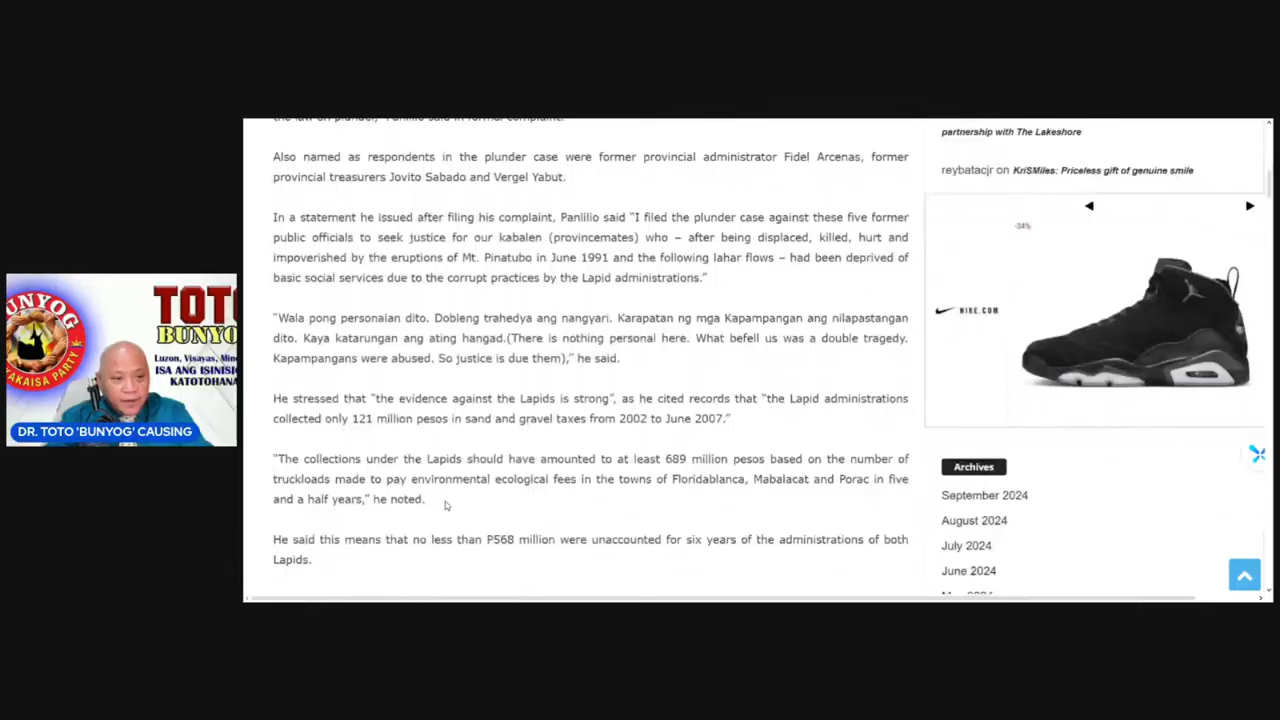 the law on plunder," Panlilio said in formal complaint.
Also named as respondents in the plunder case were former provincial administrator Fidel Arcenas, former
provincial treasurers Jovito Sabado and Vergel Yabut.
In a statement he issued after filing his complaint, Panlilio said "I filed the plunder case against these five former
public officials to seek justice for our kabalen (provincemates) who – after being displaced, killed, hurt and
impoverished by the eruptions of Mt. Pinatubo in June 1991 and the following lahar flows – had been deprived of
basic social services due to the corrupt practices by the Lapid administrations."
"Wala pong personalan dito. Dobleng trahedya ang nangyari. Karapatan ng mga Kapampangan ang nilapastangan
dito. Kaya katarungan ang ating hangad.(There is nothing personal here. What befell us was a double tragedy.
Kapampangans were abused. So justice is due them)," he said.
He stressed that "the evidence against the Lapids is strong", as he cited records that "the Lapid administrations
collected only 121 million pesos in sand and gravel taxes from 2002 to June 2007."
"The collections under the Lapids should have amounted to at least 689 million pesos based on the number of
truckloads made to pay environmental ecological fees in the towns of Floridablanca, Mabalacat and Porac in five
and a half years," he noted.
He said this means that no less than P568 million were unaccounted for six years of the administrations of both
Lapids.
partnership with The Lakeshore
reybatacjr on KriSMiles: Priceless gift of genuine smile
-34%
NIKE.COM
Archives
September 2024
August 2024
July 2024
June 2024
BUNYOG
TOTO
BUNYOG
Luzon, Visayas,
ISA ANG ISINISI
KATOTOHANA
DR. TOTO 'BUNYOG' CAUSING